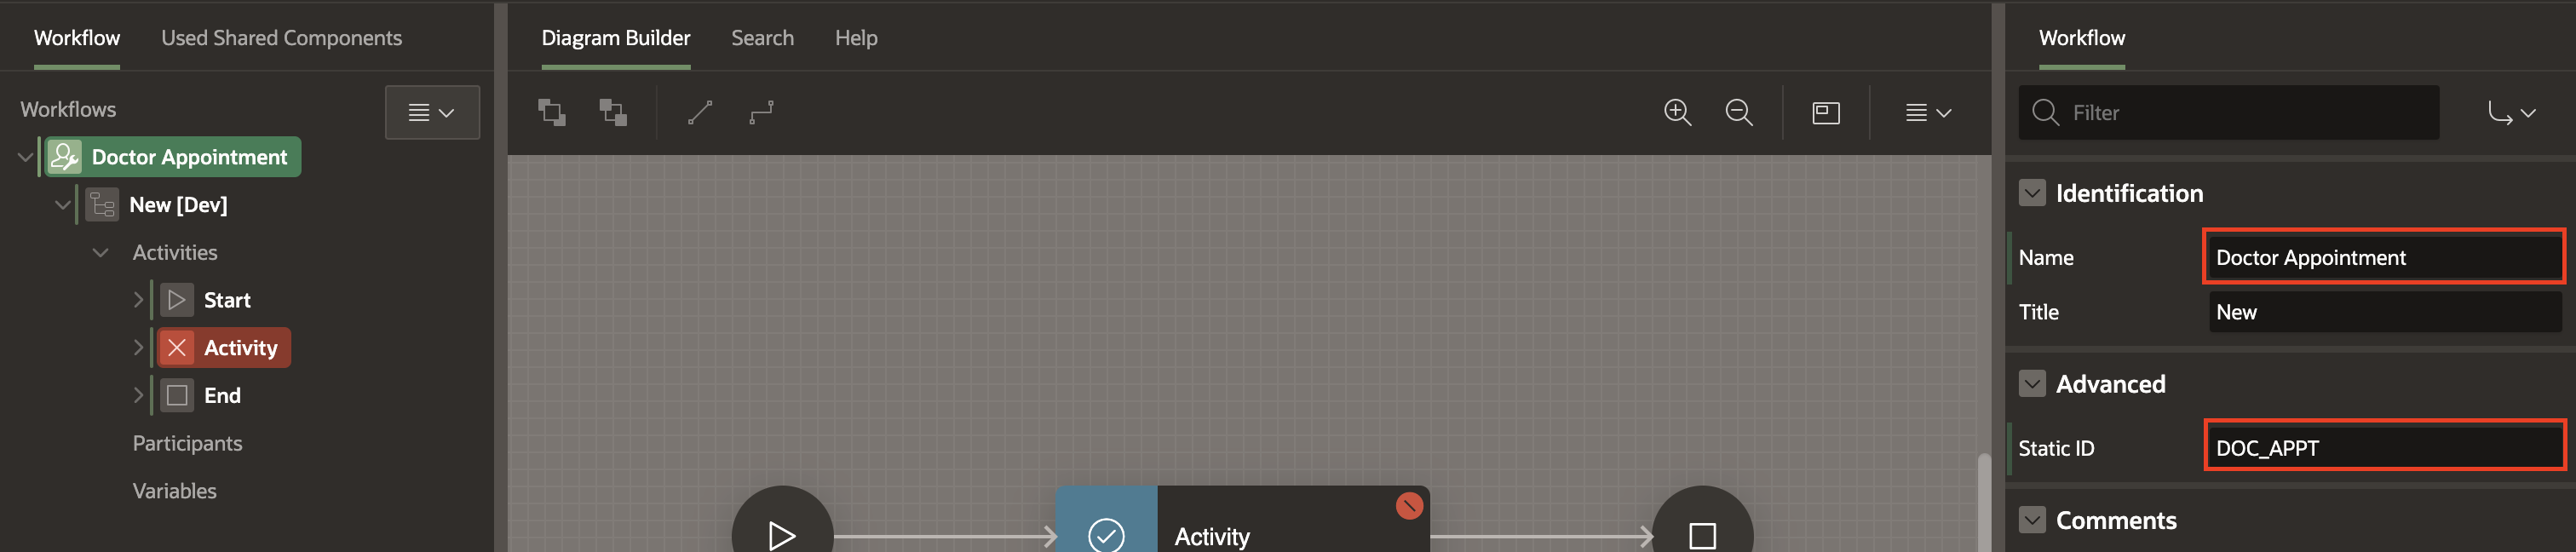 Workflow
Used Shared Components
Workflows
Doctor Appointment
New [Dev]
Activities
Start
Activity
End
Participants
Variables
Diagram Builder
Search
Help
Activity
Workflow
Filter
Identification
Name
Doctor Appointment
Title
New
Advanced
Static ID
DOC_APPT
Comments